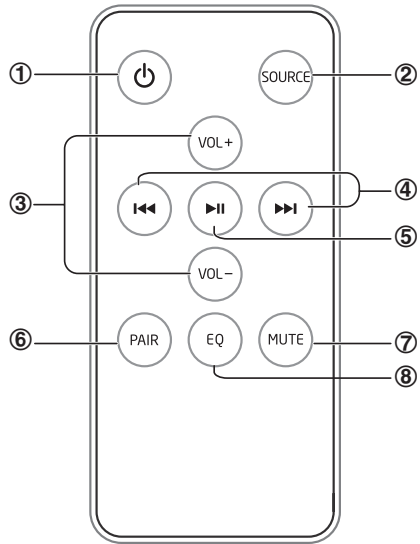 ① ②
SOURCE
VOL+
③ ④
⑤
VOL−
⑥ PAIR EQ MUTE ⑦
⑧